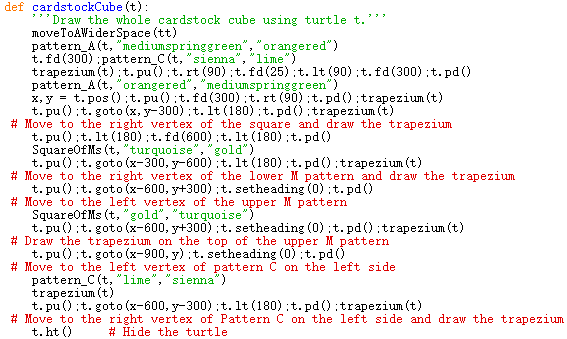 def cardstockCube(t):
    '''Draw the whole cardstock cube using turtle t.'''
    moveToAWiderSpace(tt)
    pattern_A(t,"mediumspringgreen","orangered")
    t.fd(300);pattern_C(t,"sienna","lime")
    trapezium(t);t.pu();t.rt(90);t.fd(25);t.lt(90);t.fd(300);t.pd()
    pattern_A(t,"orangered","mediumspringgreen")
    x,y = t.pos();t.pu();t.fd(300);t.rt(90);t.pd();trapezium(t)
    t.pu();t.goto(x,y-300);t.lt(180);t.pd();trapezium(t)
 # Move to the right vertex of the square and draw the trapezium
    t.pu();t.lt(180);t.fd(600);t.lt(180);t.pd()
    SquareOfMs(t,"turquoise","gold")
    t.pu();t.goto(x-300,y-600);t.lt(180);t.pd();trapezium(t)
 # Move to the right vertex of the lower M pattern and draw the trapezium
    t.pu();t.goto(x-600,y+300);t.setheading(0);t.pd()
 # Move to the left vertex of the upper M pattern
    SquareOfMs(t,"gold","turquoise")
    t.pu();t.goto(x-600,y+300);t.setheading(0);t.pd();trapezium(t)
 # Draw the trapezium on the top of the upper M pattern
    t.pu();t.goto(x-900,y);t.setheading(0);t.pd()
 # Move to the left vertex of pattern C on the left side
    pattern_C(t,"lime","sienna")
    trapezium(t)
    t.pu();t.goto(x-600,y-300);t.lt(180);t.pd();trapezium(t)
 # Move to the right vertex of Pattern C on the left side and draw the trapezium
    t.ht()    # Hide the turtle